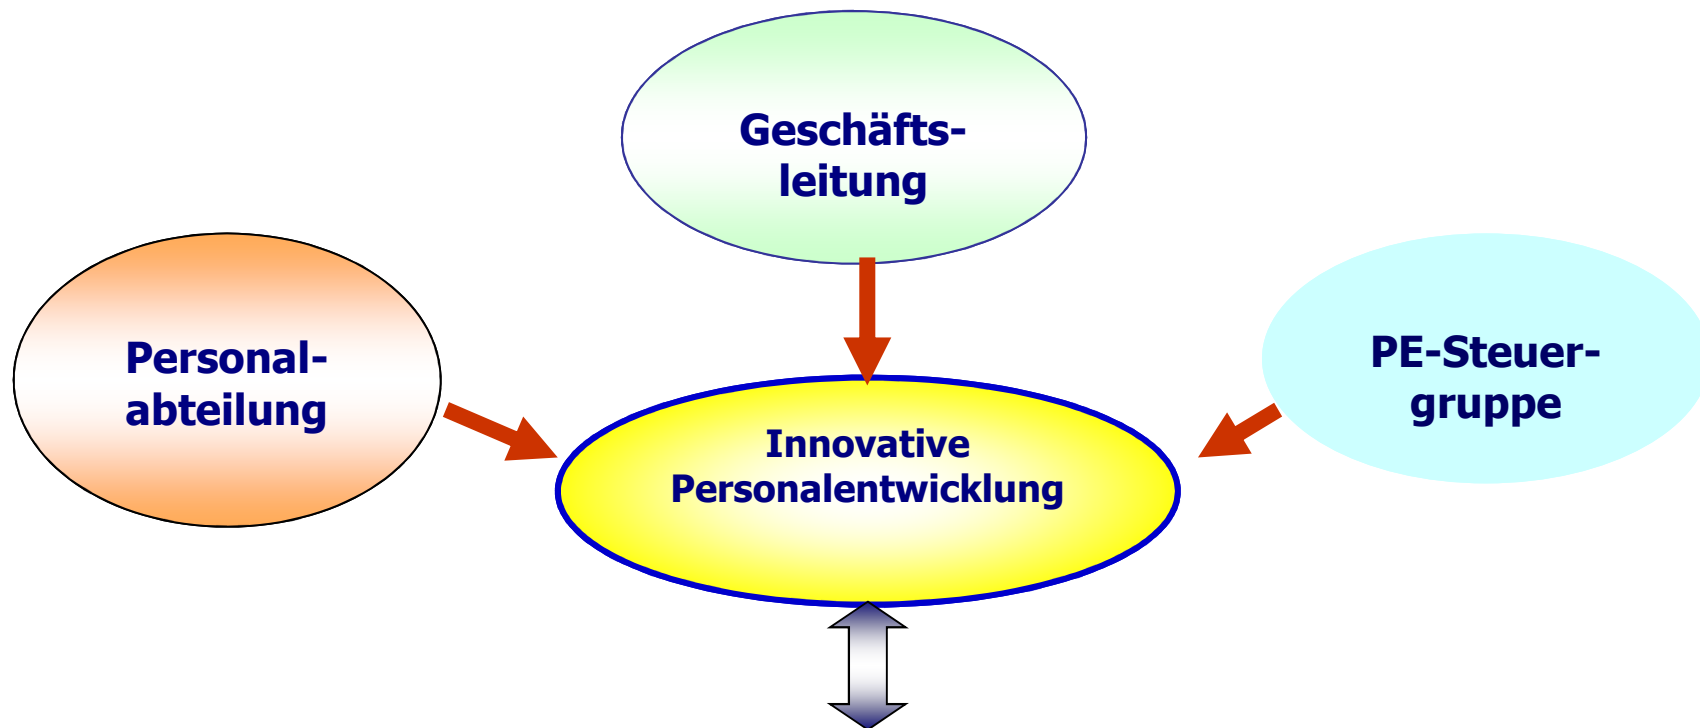 Geschäfts-
leitung
Personal-
abteilung
PE-Steuer-
gruppe
Innovative
Personalentwicklung